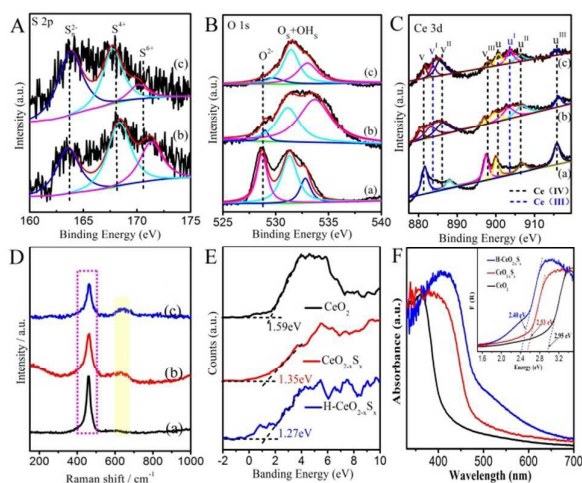 A
S 2p
S2-
S4+
S6+
(c)
(b)
Intensity (a.u.)
160 165 170 175
Binding Energy (eV)
B
O 1s
Os+OHs
O2-
(c)
(b)
(a)
Intensity (a.u.)
525 530 535 540
Binding Energy (eV)
C
Ce 3d
v vI vII vIII u uI uII uIII
(c)
(b)
(a)
Ce (IV)
Ce (III)
Intensity (a.u.)
880 890 900 910
Binding Energy (eV)
D
(c)
(b)
(a)
Intensity / a.u.
200 400 600 800 1000
Raman shift / cm-1
E
1.59eV
CeO2
1.35eV
CeO2-xSx
1.27eV
H-CeO2-xSx
Counts (a.u.)
-2 0 2 4 6 8 10
Banding Energy (eV)
F
Absorbance (a.u.)
400 500 600 700
Wavelength (nm)
H-CeO2-xSx
CeO2-xSx
CeO2
2.40 eV
2.53 eV
2.95 eV
1.6 2.0 2.4 2.8 3.2
Energy (eV)